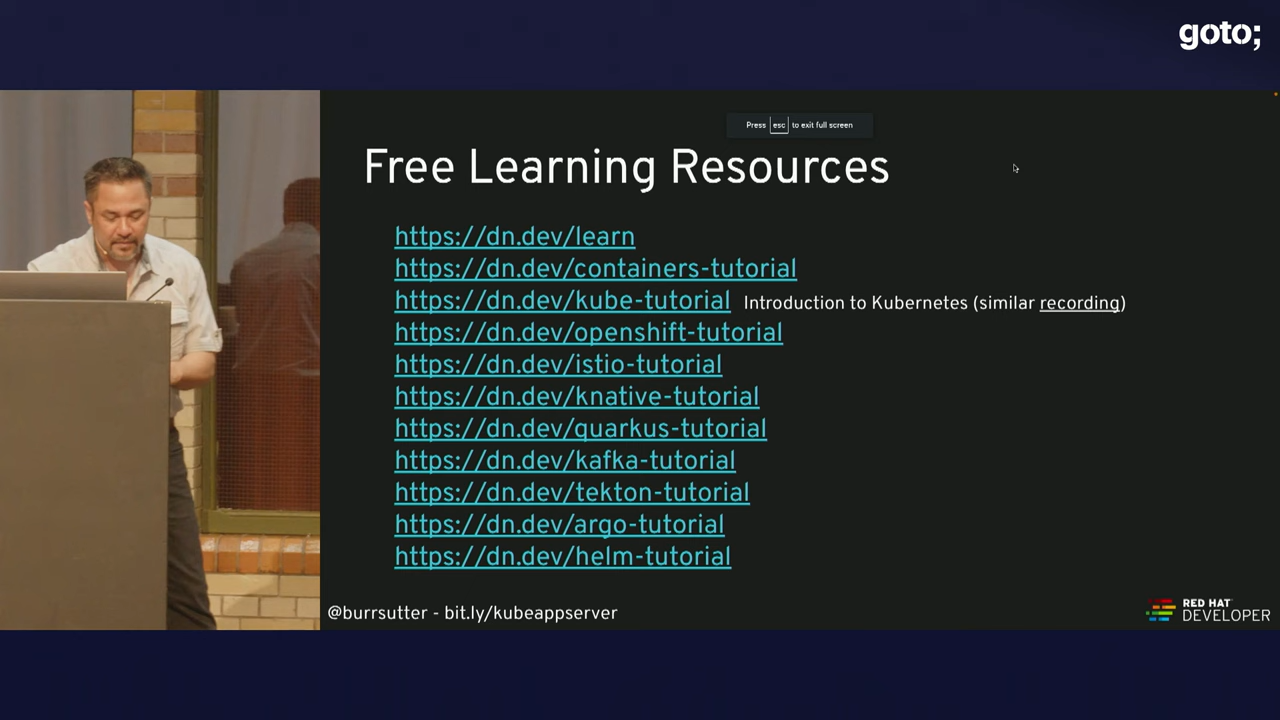 goto;
Press esc to exit full screen
Free Learning Resources
https://dn.dev/learn
https://dn.dev/containers-tutorial
https://dn.dev/kube-tutorial Introduction to Kubernetes (similar recording)
https://dn.dev/openshift-tutorial
https://dn.dev/istio-tutorial
https://dn.dev/knative-tutorial
https://dn.dev/quarkus-tutorial
https://dn.dev/kafka-tutorial
https://dn.dev/tekton-tutorial
https://dn.dev/argo-tutorial
https://dn.dev/helm-tutorial
@burrsutter - bit.ly/kubeappserver
RED HAT
DEVELOPER